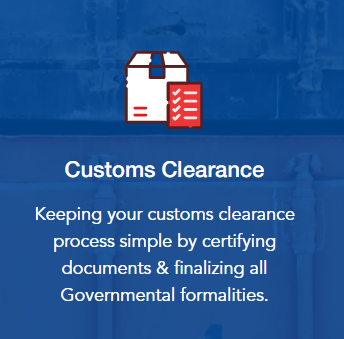 Customs Clearance
Keeping your customs clearance
process simple by certifying
documents & finalizing all
Governmental formalities.